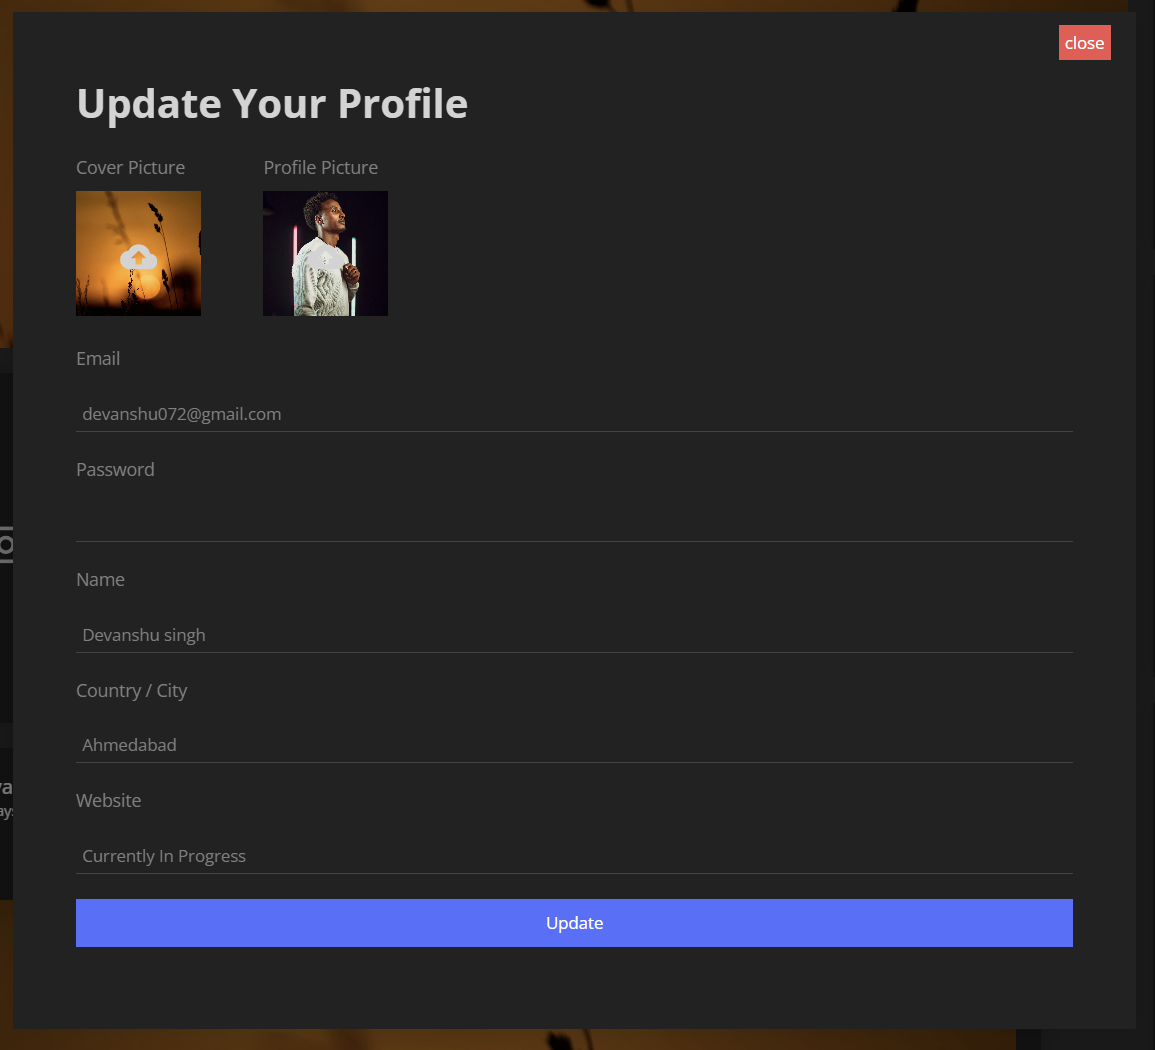 close
Update Your Profile
Cover Picture Profile Picture
Email
devanshu072@gmail.com
Password
Name
Devanshu singh
Country / City
Ahmedabad
Website
Currently In Progress
Update